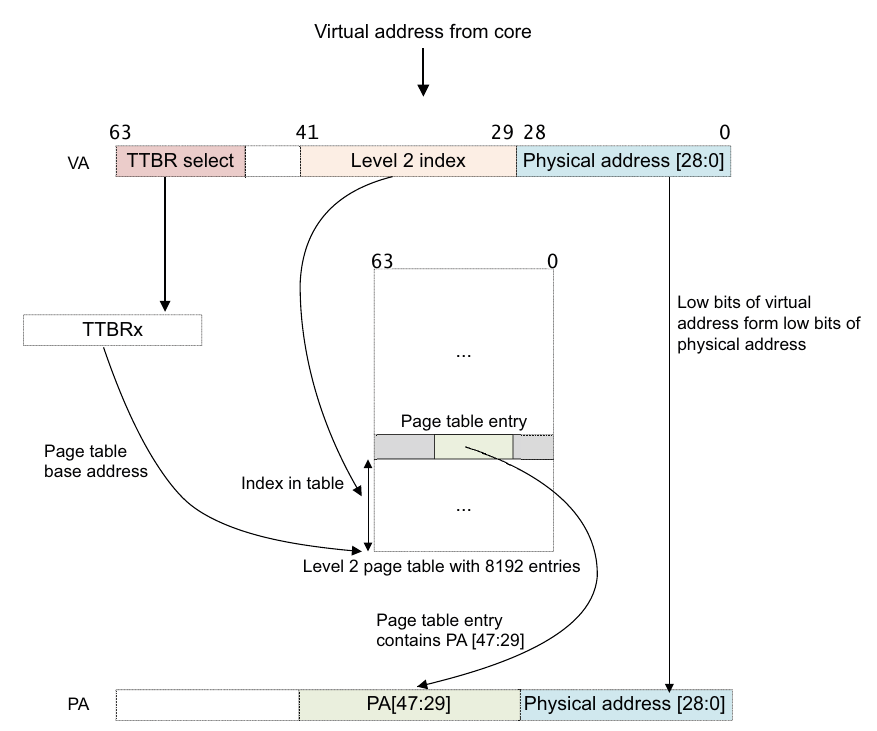 Virtual address from core
63 41 29 28 0
VA TTBR select Level 2 index Physical address [28:0]
63 0
Low bits of virtual
address form low bits of
physical address
TTBRx
...
Page table entry
Page table
base address
Index in table
...
Level 2 page table with 8192 entries
Page table entry
contains PA [47:29]
PA PA[47:29] Physical address [28:0]